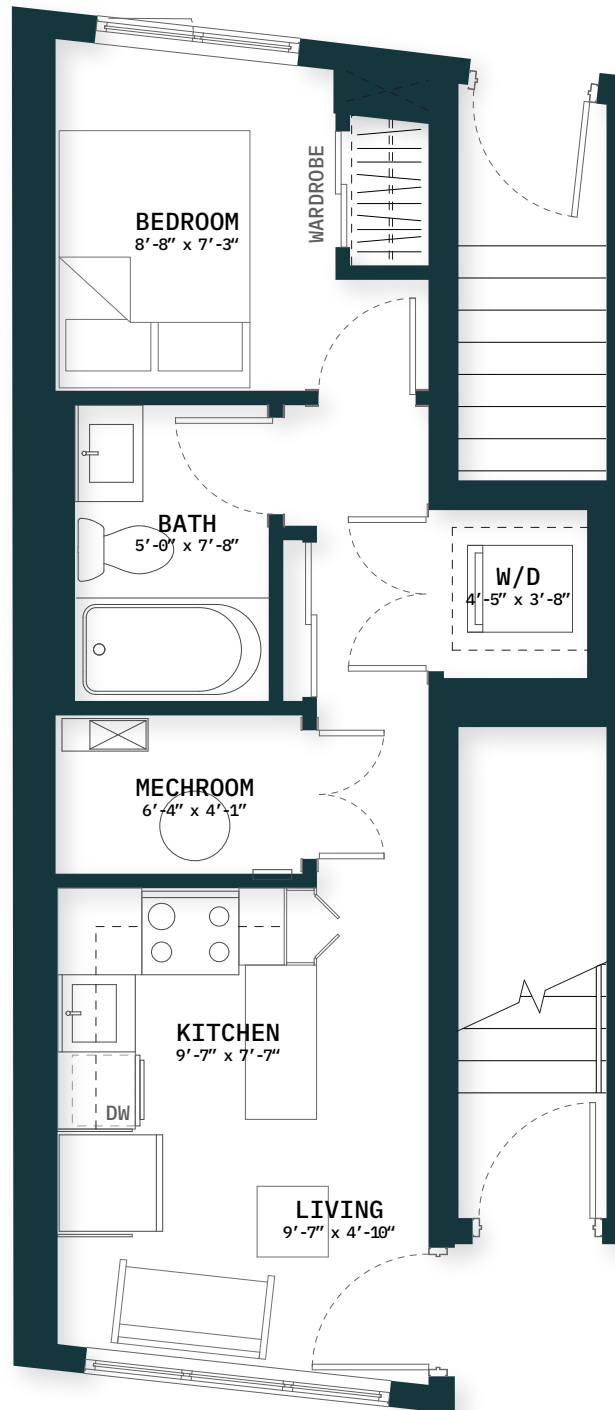 WARDROBE
BEDROOM
8’-8” x 7’-3“
BATH
5’-0” x 7’-8”
W/D
4’-5” x 3’-8”
MECHROOM
6’-4” x 4’-1”
KITCHEN
9’-7” x 7’-7“
DW
LIVING
9’-7” x 4’-10“